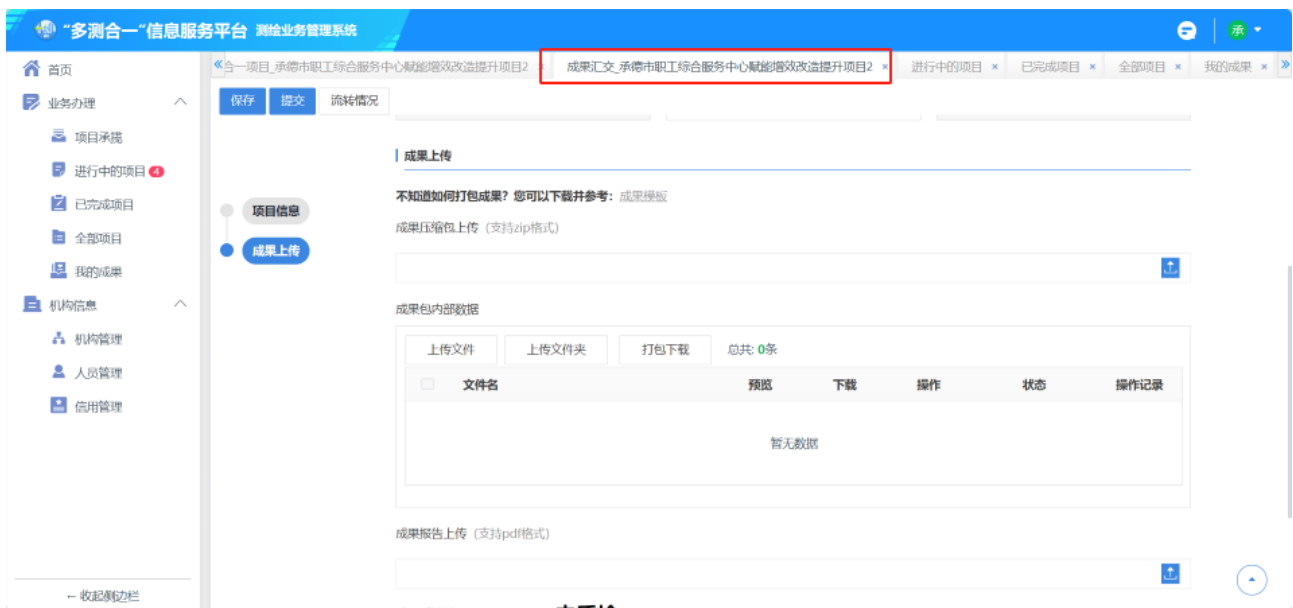 “多测合一”信息服务平台 测绘业务管理系统
承
首页
业务办理
项目承揽
进行中的项目 4
已完成项目
全部项目
我的成果
机构信息
机构管理
人员管理
信用管理
← 收起侧边栏
合一项目_承德市职工综合服务中心赋能增效改造提升项目2 ×
成果汇交_承德市职工综合服务中心赋能增效改造提升项目2 ×
进行中的项目 ×
已完成项目 ×
全部项目 ×
我的成果 ×
保存 提交 流转情况
项目信息
成果上传
成果上传
不知道如何打包成果？您可以下载并参考：成果模板
成果压缩包上传 (支持zip格式)
成果包内部数据
上传文件 上传文件夹 打包下载 总共: 0条
文件名 预览 下载 操作 状态 操作记录
暂无数据
成果报告上传 (支持pdf格式)